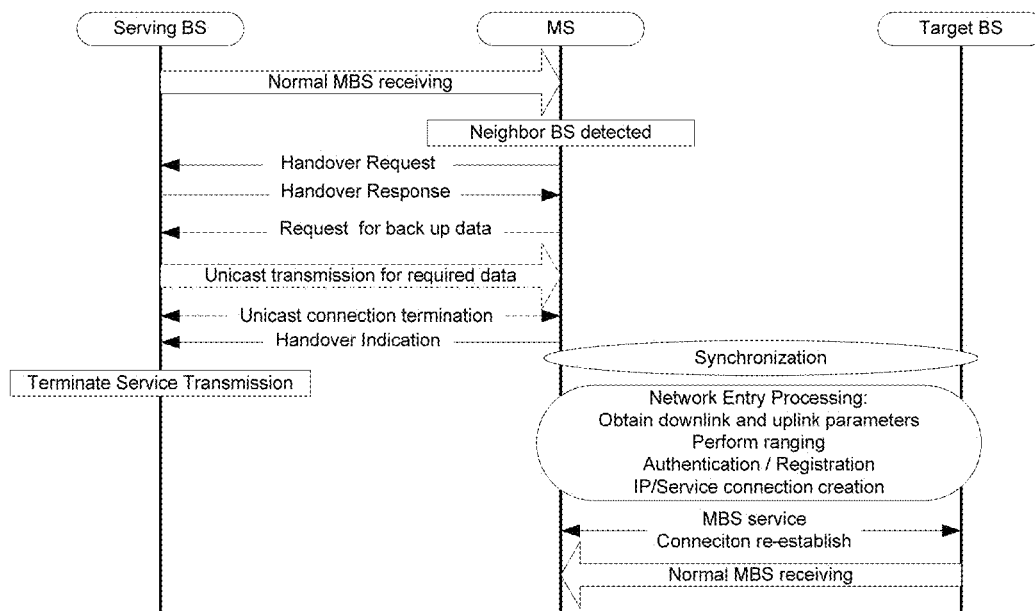 Serving BS
MS
Target BS
Normal MBS receiving
Neighbor BS detected
Handover Request
Handover Response
Request for back up data
Unicast transmission for required data
Unicast connection termination
Handover Indication
Synchronization
Terminate Service Transmission
Network Entry Processing:
Obtain downlink and uplink parameters
Perform ranging
Authentication / Registration
IP/Service connection creation
MBS service
Conneciton re-establish
Normal MBS receiving